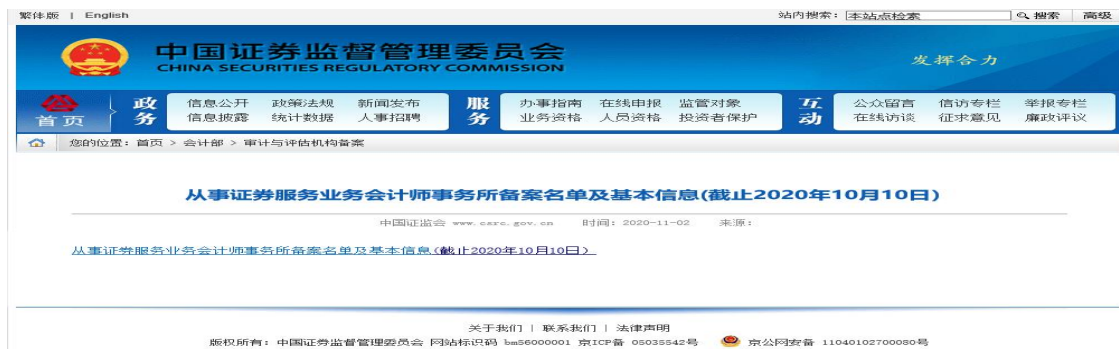 繁体版 | English 站内搜索: 本站点检索 搜索 高级
中国证券监督管理委员会
CHINA SECURITIES REGULATORY COMMISSION
发挥合力
首页 政务 信息公开 政策法规 新闻发布 服务 办事指南 在线申报 监管对象 互动 公众留言 信访专栏 举报专栏
信息披露 统计数据 人事招聘 业务资格 人员资格 投资者保护 在线访谈 征求意见 廉政评议
您的位置: 首页 > 会计部 > 审计与评估机构备案
从事证券服务业务会计师事务所备案名单及基本信息(截止2020年10月10日)
中国证监会 www.csrc.gov.cn 时间: 2020-11-02 来源:
从事证券服务业务会计师事务所备案名单及基本信息(截止2020年10月10日)
关于我们 | 联系我们 | 法律声明
版权所有: 中国证券监督管理委员会 网站标识码 bm56000001 京ICP备 05035542号 京公网安备 11040102700080号